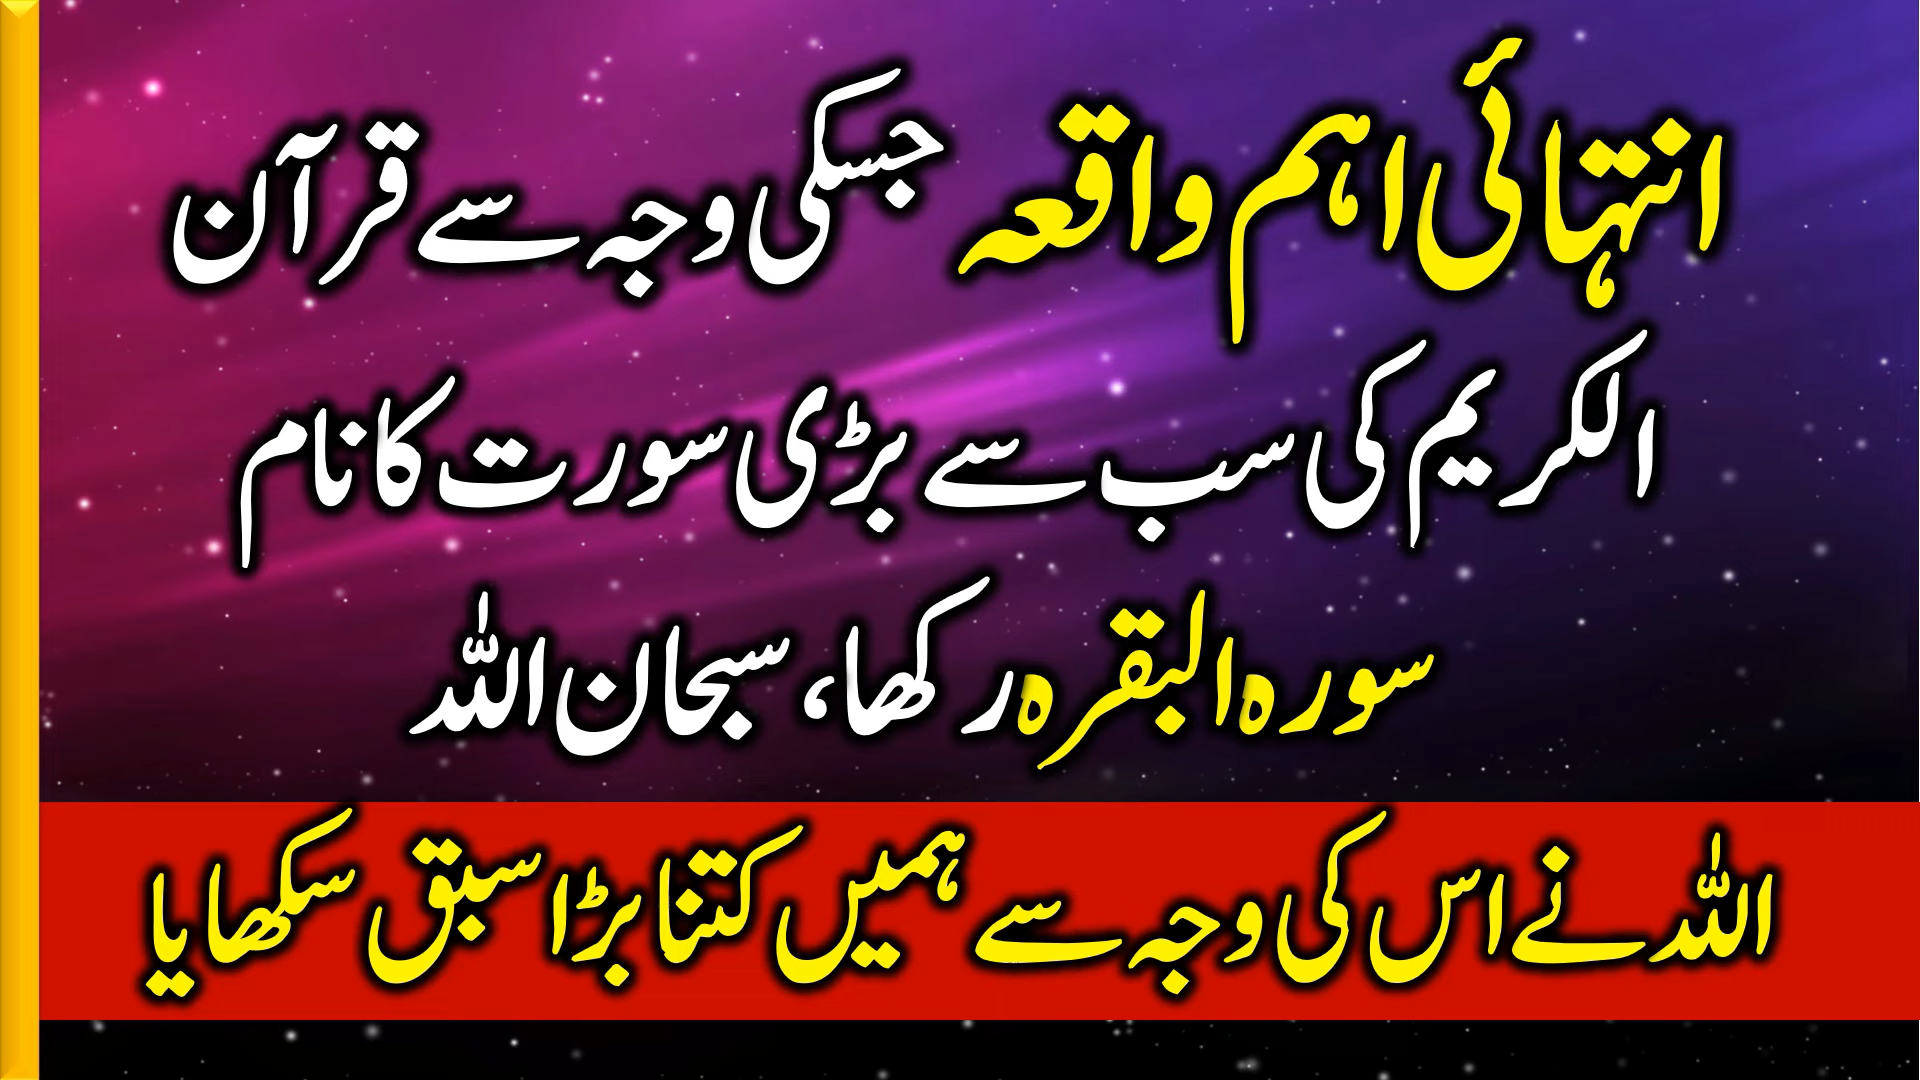 انتہائی اہم واقعہ جسکی وجہ سے قرآن
الکریم کی سب سے بڑی سورت کا نام
سورہ البقرہ رکھا، سبحان اللہ
اللہ نے اس کی وجہ سے ہمیں کتنا بڑا سبق سکھایا